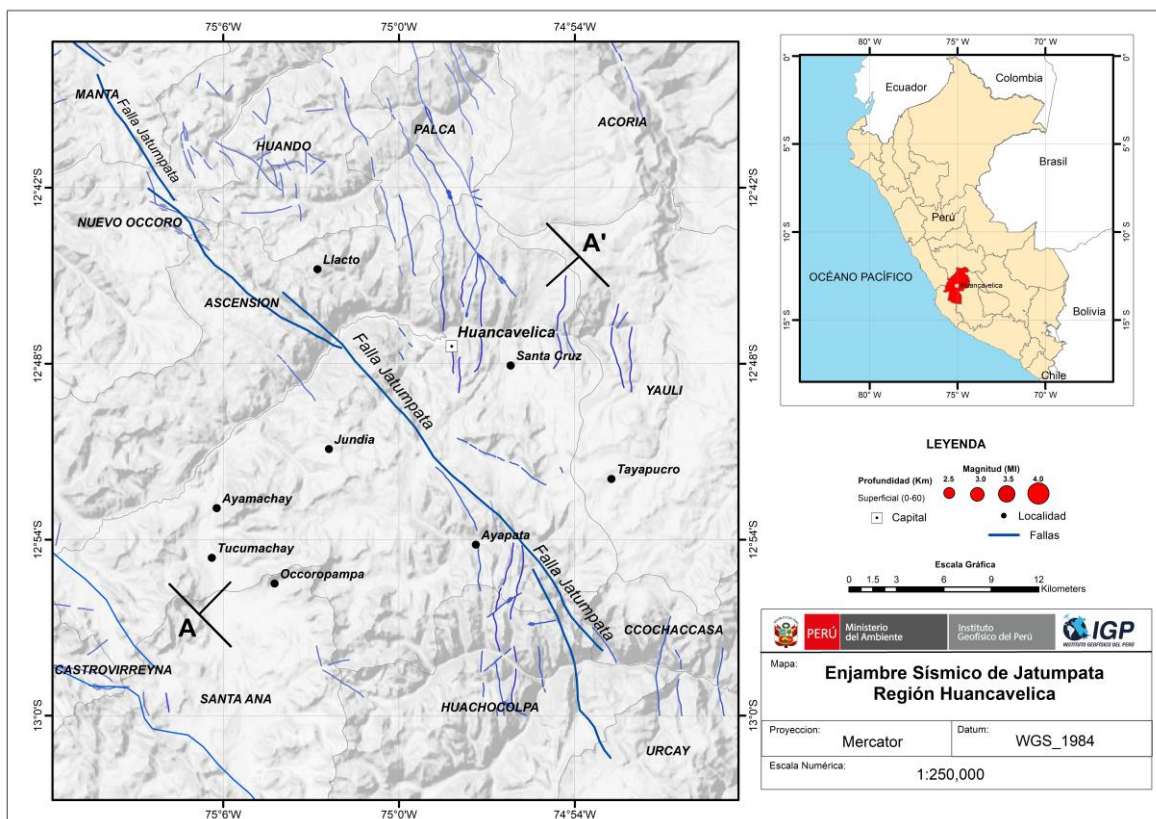 75°6'W 75°0'W 74°54'W
MANTA
Falla Jatumpata
HUANDO
PALCA
ACORIA
12°42'S 12°42'S
NUEVO OCCORO
A'
Llacto
ASCENSION
Huancavelica
Santa Cruz
12°48'S 12°48'S
Falla Jatumpata
YAULI
Jundia
Tayapucro
Ayamachay
12°54'S 12°54'S
Ayapata
Tucumachay
Falla Jatumpata
Occoropampa
A
CCOCHACCASA
CASTROVIRREYNA
SANTA ANA
HUACHOCOLPA
13°0'S 13°0'S
URCAY
75°6'W 75°0'W 74°54'W
80° W 75° W 70° W
0° 0°
Colombia
Ecuador
5°S 5°S
Brasil
Perú
10°S 10°S
OCÉANO PACÍFICO
Huancavelica
Bolivia
15°S 15°S
Chile
80° W 75° W 70° W
LEYENDA
Magnitud (Ml)
Profundidad (Km) 2.5 3.0 3.5 4.0
Superficial (0-60)
Capital Localidad
Fallas
Escala Gráfica
0 1.5 3 6 9 12
Kilometers
PERÚ
Ministerio
del Ambiente
Instituto
Geofísico del Perú
IGP
INSTITUTO GEOFÍSICO DEL PERÚ
Mapa:
Enjambre Sísmico de Jatumpata
Región Huancavelica
Proyeccion:
Mercator
Datum:
WGS_1984
Escala Numérica:
1:250,000